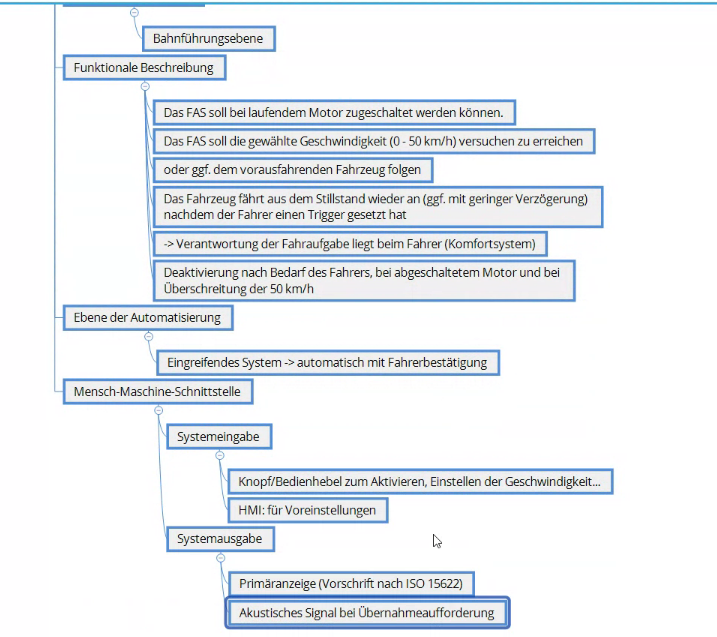 Bahnführungsebene
Funktionale Beschreibung
Das FAS soll bei laufendem Motor zugeschaltet werden können.
Das FAS soll die gewählte Geschwindigkeit (0 - 50 km/h) versuchen zu erreichen
oder ggf. dem vorausfahrenden Fahrzeug folgen
Das Fahrzeug fährt aus dem Stillstand wieder an (ggf. mit geringer Verzögerung)
nachdem der Fahrer einen Trigger gesetzt hat
-> Verantwortung der Fahraufgabe liegt beim Fahrer (Komfortsystem)
Deaktivierung nach Bedarf des Fahrers, bei abgeschaltetem Motor und bei
Überschreitung der 50 km/h
Ebene der Automatisierung
Eingreifendes System -> automatisch mit Fahrerbestätigung
Mensch-Maschine-Schnittstelle
Systemeingabe
Knopf/Bedienhebel zum Aktivieren, Einstellen der Geschwindigkeit...
HMI: für Voreinstellungen
Systemausgabe
Primäranzeige (Vorschrift nach ISO 15622)
Akustisches Signal bei Übernahmeaufforderung